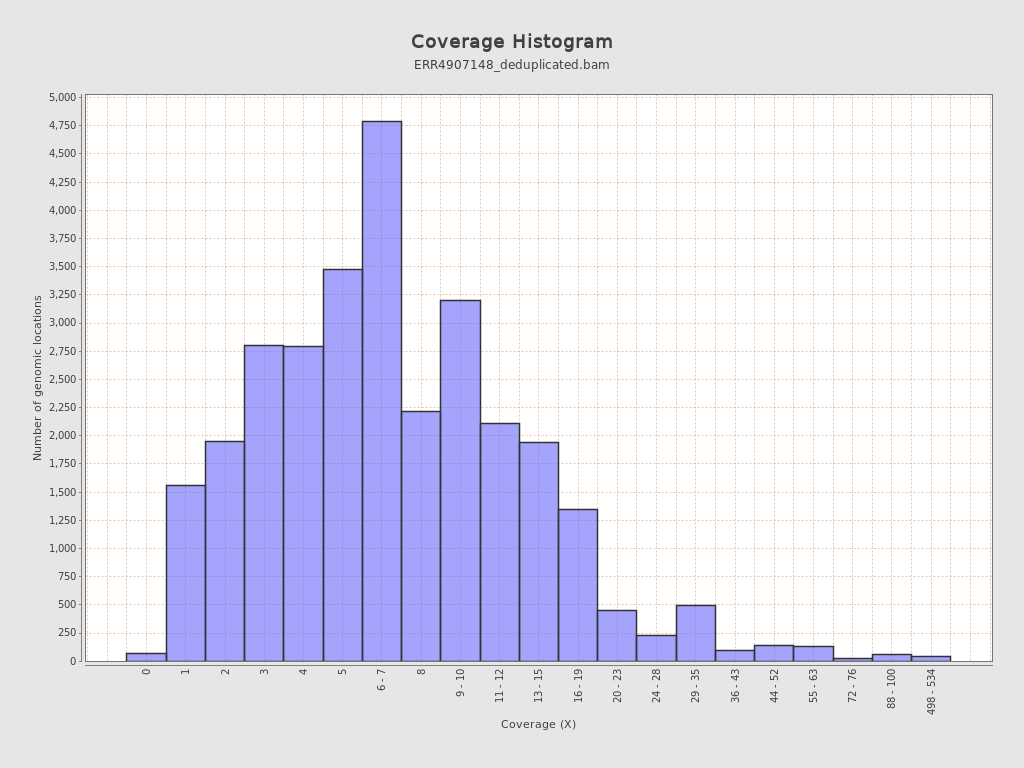 Coverage Histogram
ERR4907148_deduplicated.bam
Number of genomic locations
5,000
4,750
4,500
4,250
4,000
3,750
3,500
3,250
3,000
2,750
2,500
2,250
2,000
1,750
1,500
1,250
1,000
750
500
250
0
0
1
2
3
4
5
6 - 7
8
9 - 10
11 - 12
13 - 15
16 - 19
20 - 23
24 - 28
29 - 35
36 - 43
44 - 52
55 - 63
72 - 76
88 - 100
498 - 534
Coverage (X)